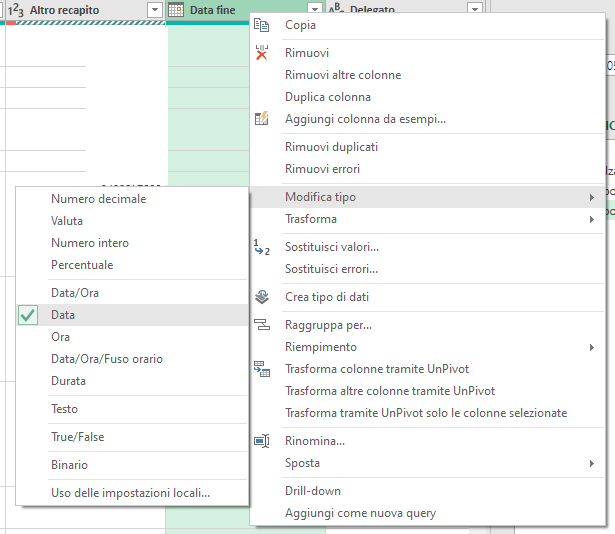 1²3 Altro recapito
Data fine
ABC Delegato
Copia
Rimuovi
Rimuovi altre colonne
Duplica colonna
Aggiungi colonna da esempi...
Rimuovi duplicati
Rimuovi errori
Modifica tipo
Trasforma
1
2
Sostituisci valori...
Sostituisci errori...
Crea tipo di dati
Raggruppa per...
Riempimento
Trasforma colonne tramite UnPivot
Trasforma altre colonne tramite UnPivot
Trasforma tramite UnPivot solo le colonne selezionate
Rinomina...
Sposta
Drill-down
Aggiungi come nuova query
Numero decimale
Valuta
Numero intero
Percentuale
Data/Ora
Data
Ora
Data/Ora/Fuso orario
Durata
Testo
True/False
Binario
Uso delle impostazioni locali...